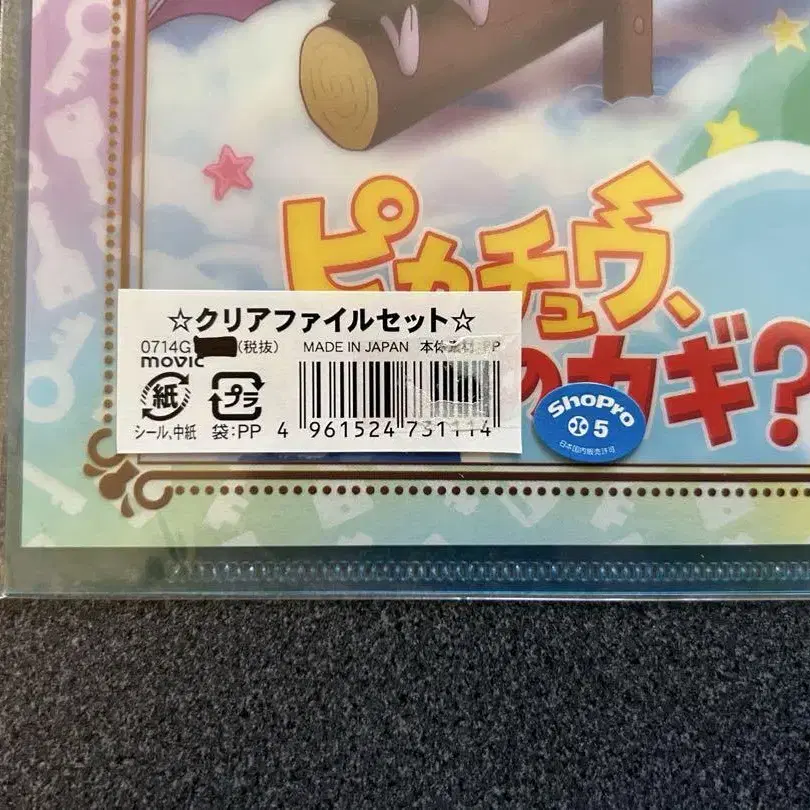 ピカチュウ、
のカギ?
☆クリアファイルセット☆
0714G (税抜) MADE IN JAPAN 本体素材:PP
movic
紙 プラ
シール,中紙 袋:PP 4 961524 731114
ShoPro
5
日本国内販売許可